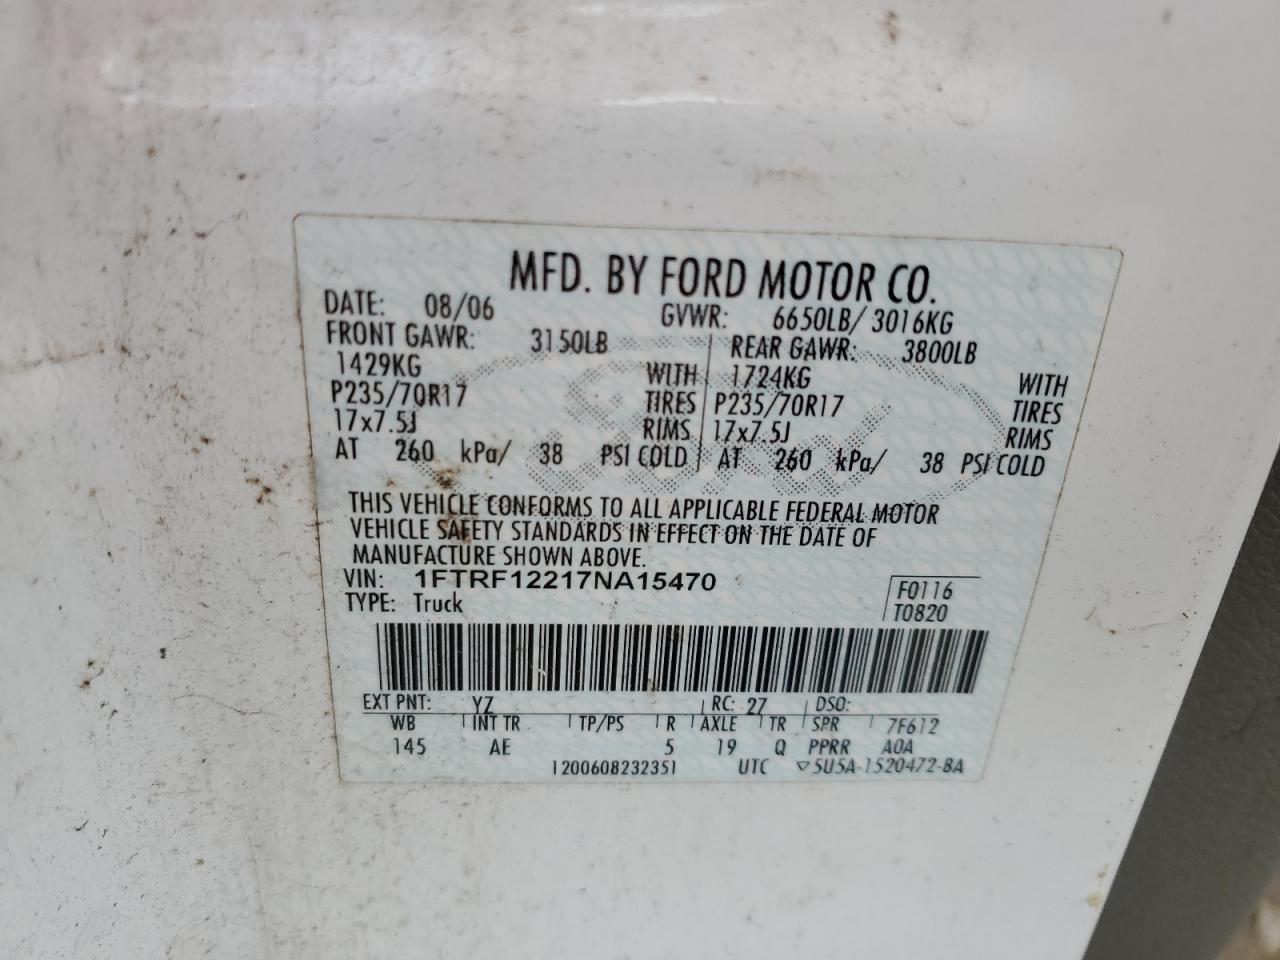 MFD. BY FORD MOTOR CO.
DATE: 08/06 GVWR: 6650LB/ 3016KG
FRONT GAWR: 3150LB REAR GAWR: 3800LB
1429KG WITH 1724KG WITH
P235/70R17 TIRES P235/70R17 TIRES
17x7.5J RIMS 17x7.5J RIMS
AT 260 kPa/ 38 PSI COLD AT 260 kPa/ 38 PSI COLD
THIS VEHICLE CONFORMS TO ALL APPLICABLE FEDERAL MOTOR
VEHICLE SAFETY STANDARDS IN EFFECT ON THE DATE OF
MANUFACTURE SHOWN ABOVE.
VIN: 1FTRF12217NA15470 F0116
TYPE: Truck T0820
EXT PNT: YZ RC: 27 DSO:
WB INT TR TP/PS R AXLE TR SPR 7F612
145 AE 5 19 Q PPRR A0A
1200608232351 UTC ▽5U5A-1520472-BA